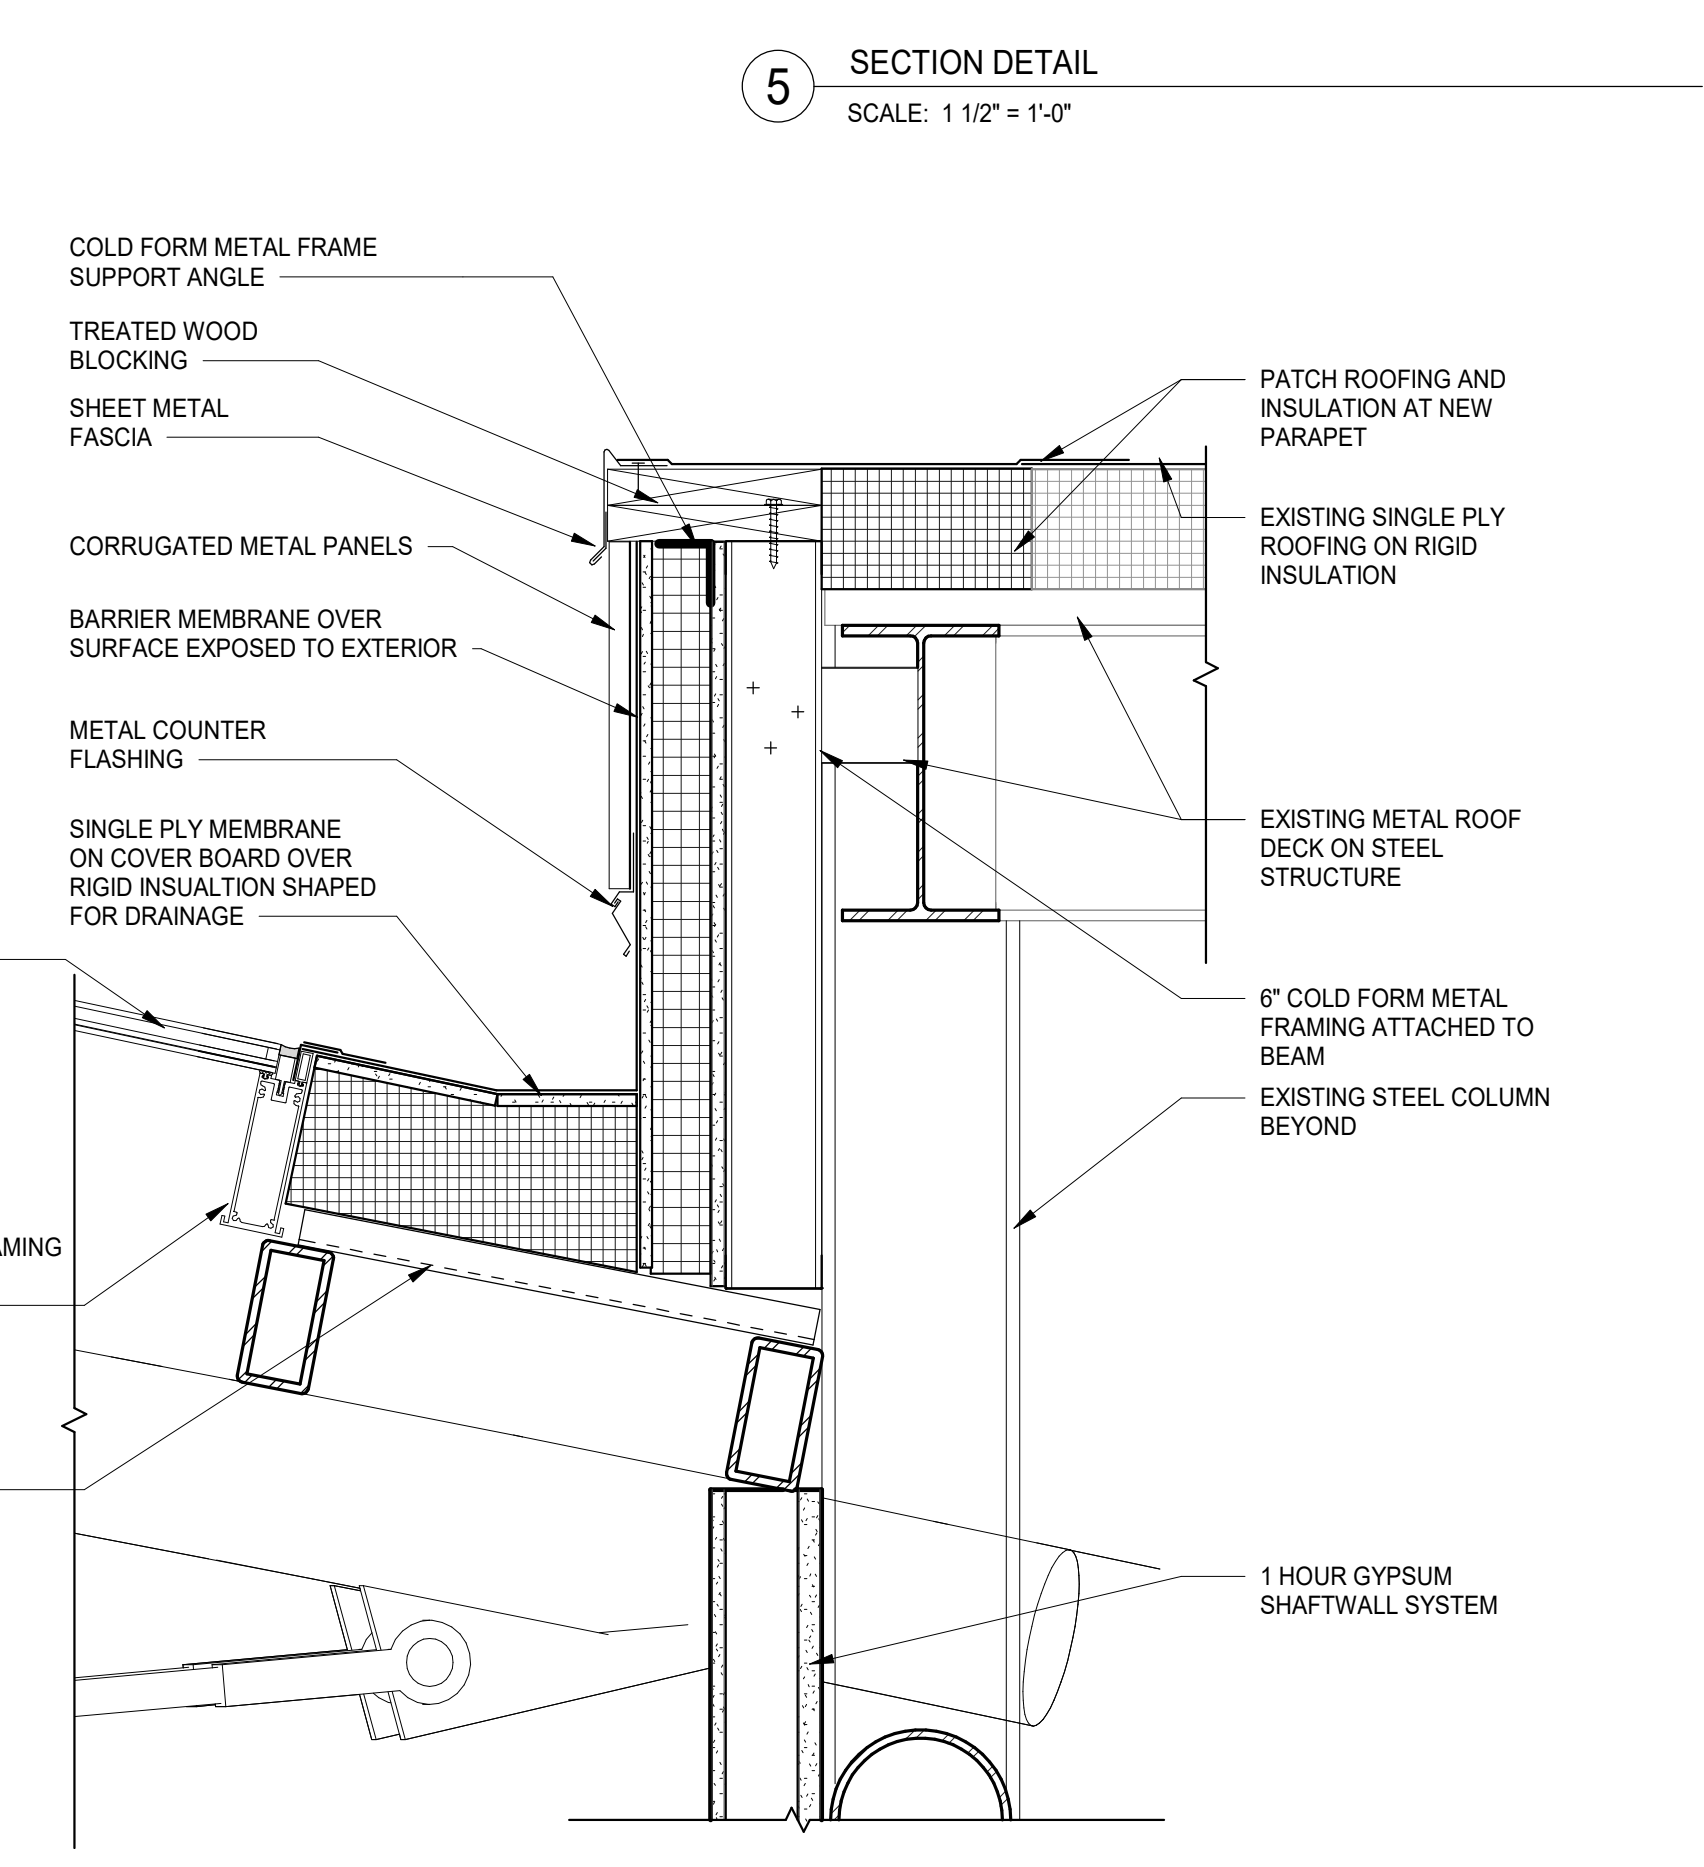 5
SECTION DETAIL
SCALE: 1 1/2" = 1'-0"
COLD FORM METAL FRAME
SUPPORT ANGLE
TREATED WOOD
BLOCKING
SHEET METAL
FASCIA
CORRUGATED METAL PANELS
BARRIER MEMBRANE OVER
SURFACE EXPOSED TO EXTERIOR
METAL COUNTER
FLASHING
SINGLE PLY MEMBRANE
ON COVER BOARD OVER
RIGID INSUALTION SHAPED
FOR DRAINAGE
AMING
PATCH ROOFING AND
INSULATION AT NEW
PARAPET
EXISTING SINGLE PLY
ROOFING ON RIGID
INSULATION
EXISTING METAL ROOF
DECK ON STEEL
STRUCTURE
6" COLD FORM METAL
FRAMING ATTACHED TO
BEAM
EXISTING STEEL COLUMN
BEYOND
1 HOUR GYPSUM
SHAFTWALL SYSTEM